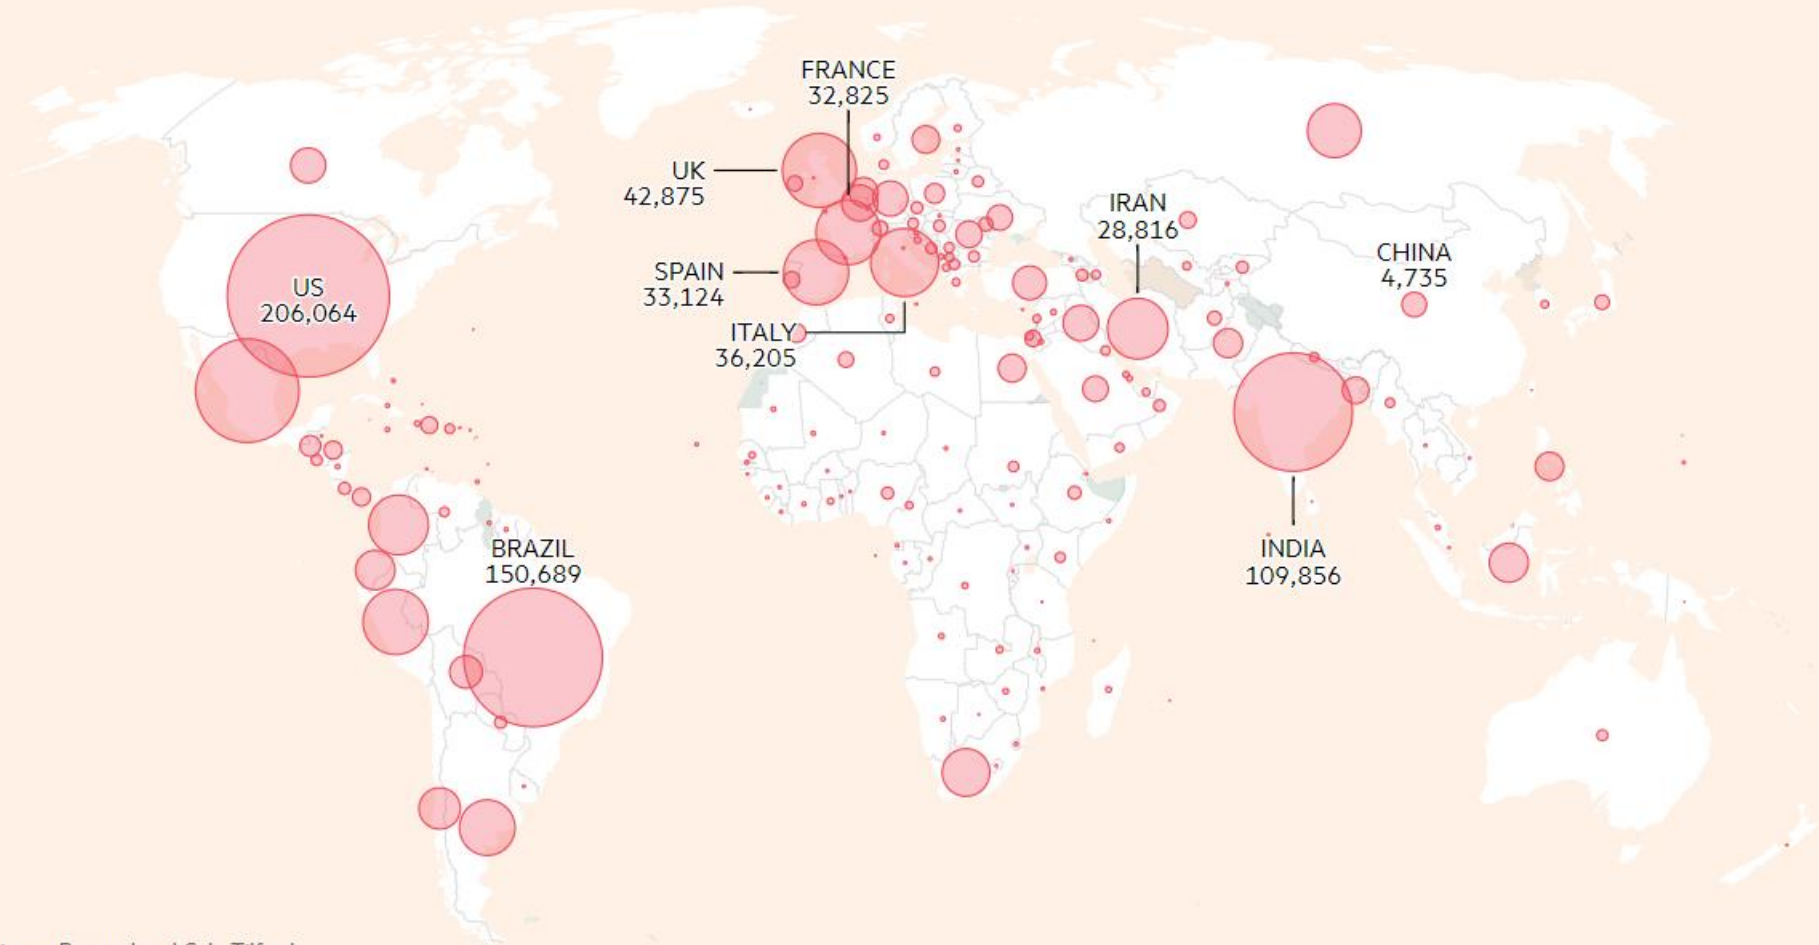 FRANCE
32,825
UK
42,875
IRAN
28,816
CHINA
4,735
SPAIN
33,124
US
206,064
ITALY
36,205
BRAZIL
150,689
INDIA
109,856